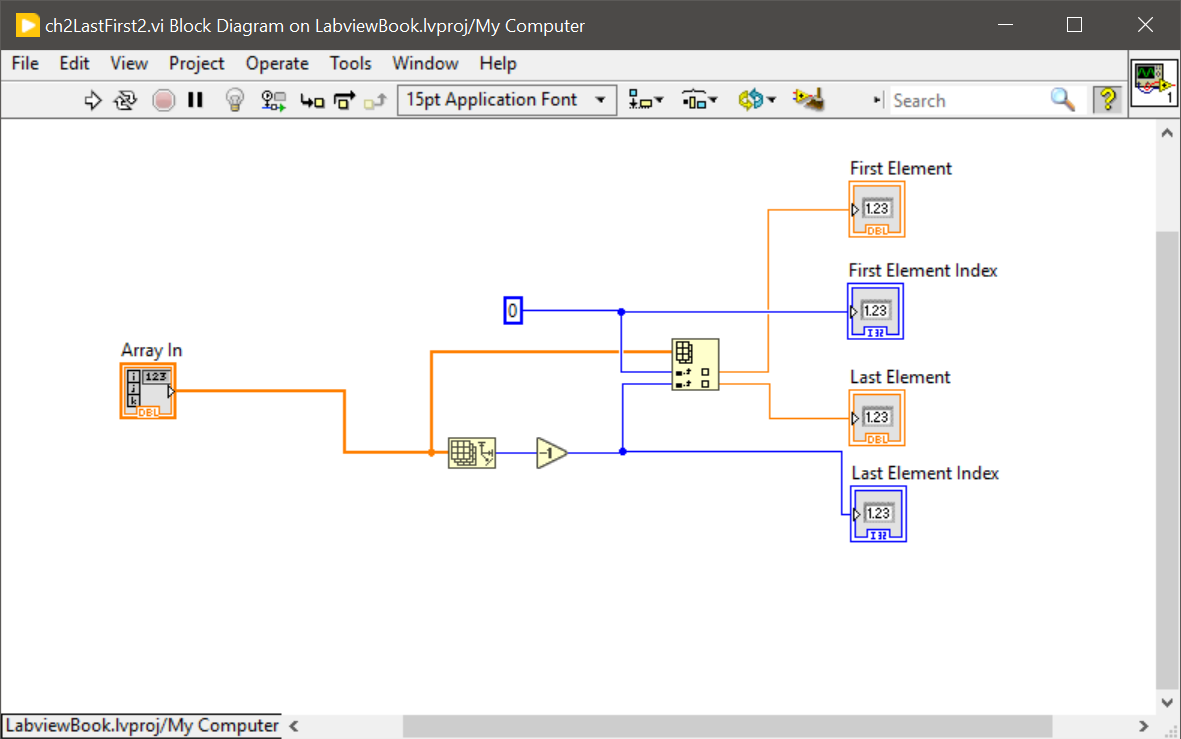 ch2LastFirst2.vi Block Diagram on LabviewBook.lvproj/My Computer
File Edit View Project Operate Tools Window Help
15pt Application Font
Search
?
1
First Element
1.23
DBL
First Element Index
0
1.23
I32
Array In
i
j
k
123
DBL
Last Element
1.23
DBL
-1
Last Element Index
1.23
I32
LabviewBook.lvproj/My Computer